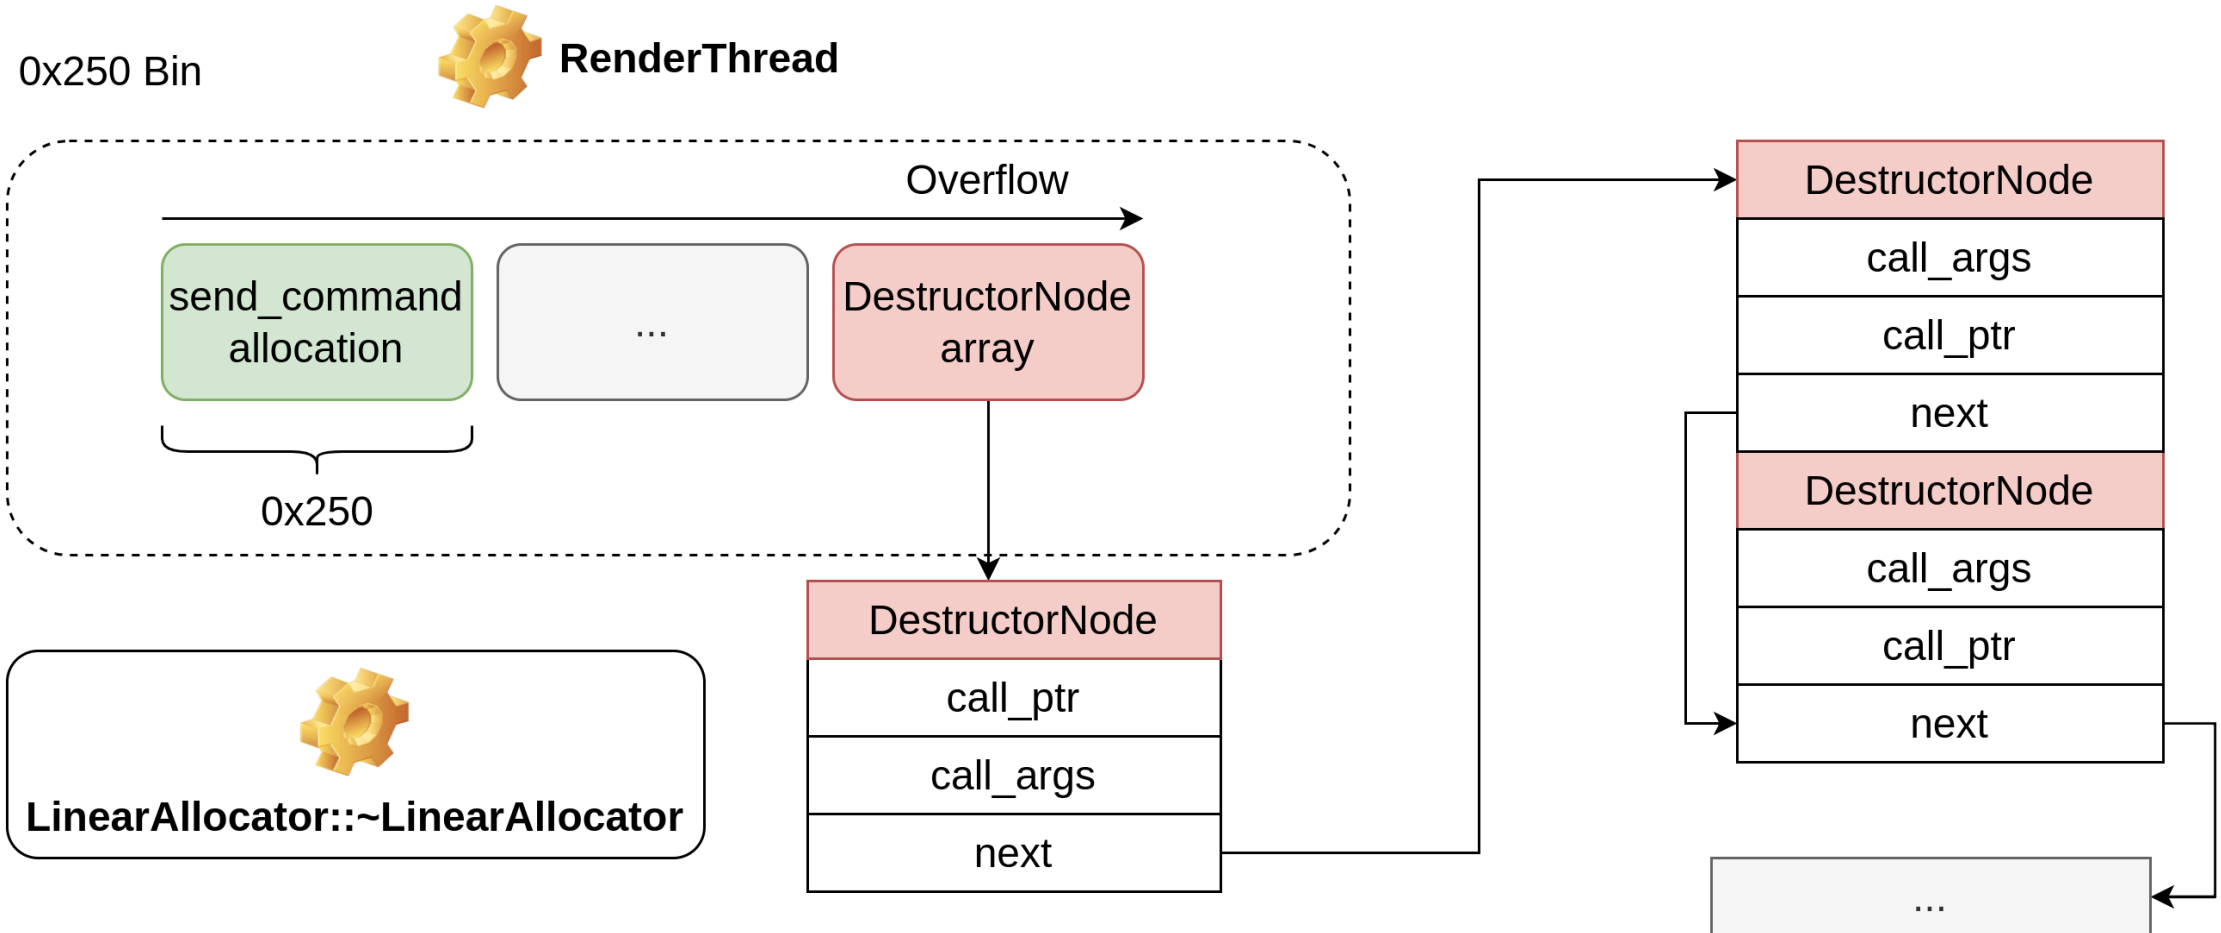 0x250 Bin
RenderThread
Overflow
send_command
allocation
...
DestructorNode
array
0x250
LinearAllocator::~LinearAllocator
DestructorNode
call_ptr
call_args
next
DestructorNode
call_args
call_ptr
next
DestructorNode
call_args
call_ptr
next
...